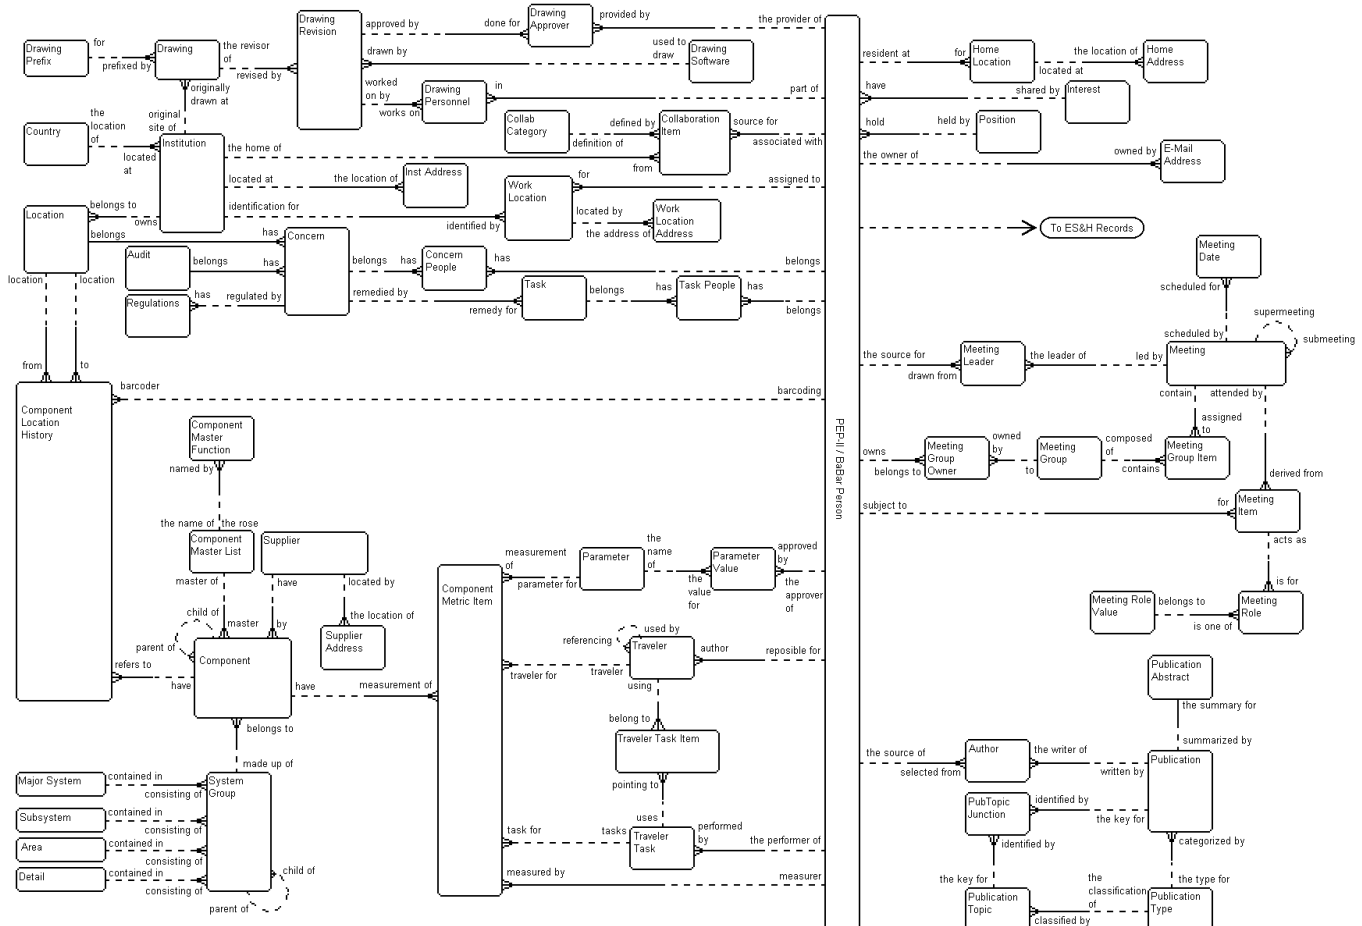 Drawing
Prefix
for
prefixed by
Drawing
the revisor
of
revised by
Drawing
Revision
approved by
done for
Drawing
Approver
provided by
the provider of
drawn by
used to
draw
Drawing
Software
worked
on by
works on
Drawing
Personnel
in
part of
originally
drawn at
original
site of
Country
the
location
of
located
at
Institution
the home of
from
Collab
Category
defined by
definition of
Collaboration
Item
source for
associated with
located at
the location of
Inst Address
identification for
identified by
Work
Location
for
assigned to
located by
the address of
Work
Location
Address
Location
belongs to
owns
belongs
has
Concern
Audit
belongs
has
Regulations
has
regulated by
belongs
has
Concern
People
has
belongs
remedied by
remedy for
Task
belongs
has
Task People
has
belongs
location
location
from
to
Component
Location
History
barcoder
barcoding
PEP-II / BaBar Person
resident at
for
Home
Location
the location of
located at
Home
Address
have
shared by
Interest
hold
held by
Position
the owner of
owned by
E-Mail
Address
To ES&H Records
Meeting
Date
scheduled for
scheduled by
supermeeting
submeeting
the source for
drawn from
Meeting
Leader
the leader of
led by
Meeting
contain
attended by
assigned
to
owns
belongs to
Meeting
Group
Owner
owned
by
to
Meeting
Group
composed
of
contains
Meeting
Group Item
derived from
subject to
for
Meeting
Item
acts as
is for
Meeting Role
Value
belongs to
is one of
Meeting
Role
Component
Master
Function
named by
the name of
the rose
Component
Master List
master of
master
Supplier
have
by
located by
the location of
Supplier
Address
child of
parent of
Component
refers to
have
have
measurement of
belongs to
made up of
Major System
contained in
consisting of
System
Group
Subsystem
contained in
consisting of
Area
contained in
consisting of
Detail
contained in
consisting of
child of
parent of
Component
Metric Item
measurement
of
parameter for
Parameter
the
name
of
the
value
for
Parameter
Value
approved
by
the
approver
of
referencing
used by
Traveler
traveler for
traveler
author
reposible for
using
belong to
Traveler Task Item
pointing to
uses
task for
tasks
Traveler
Task
performed
by
the performer of
measured by
measurer
Publication
Abstract
the summary for
summarized by
the source of
selected from
Author
the writer of
written by
Publication
PubTopic
Junction
identified by
the key for
identified by
the key for
categorized by
the type for
Publication
Topic
the
classification
of
classified by
Publication
Type